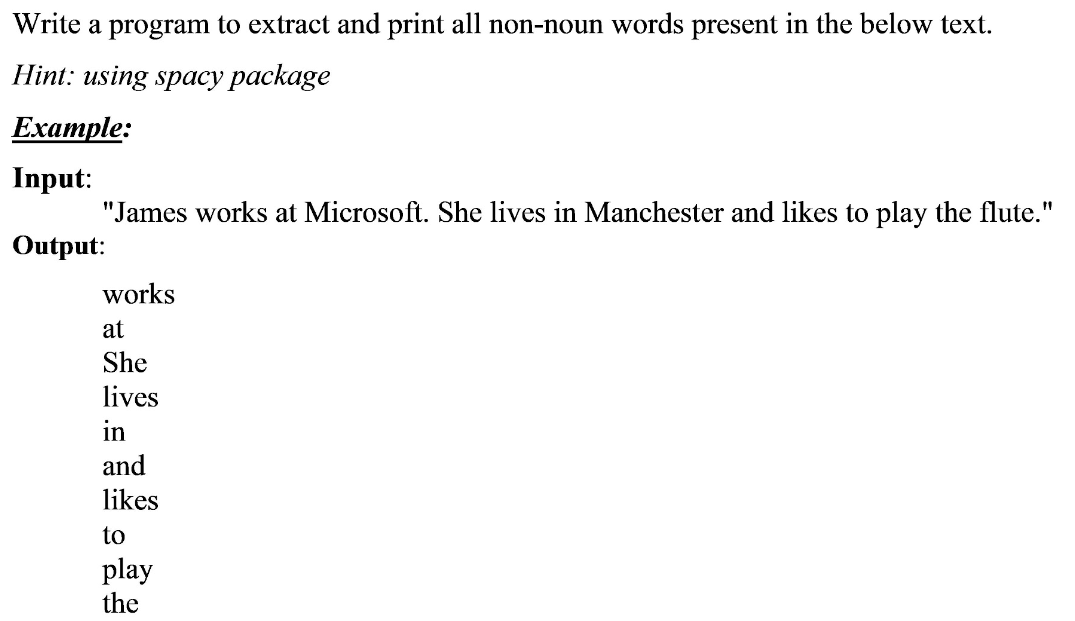 Write a program to extract and print all non-noun words present in the below text.
Hint: using spacy package
Example:
Input:
"James works at Microsoft. She lives in Manchester and likes to play the flute."
Output:
works
at
She
lives
in
and
likes
to
play
the